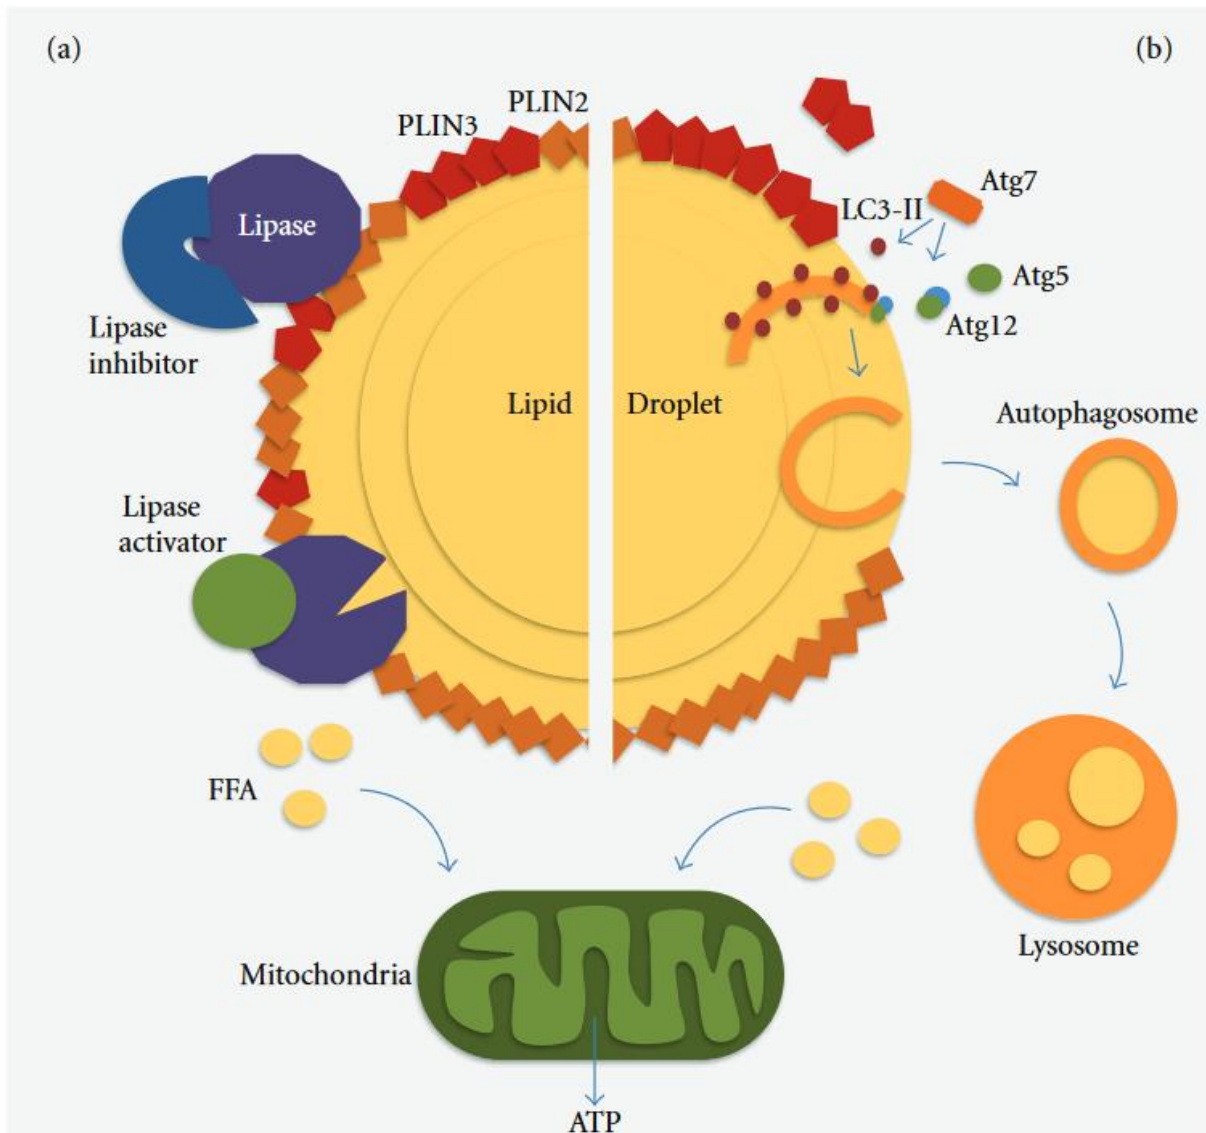 (a)
(b)
PLIN2
PLIN3
Atg7
LC3-II
Lipase
Atg5
Atg12
Lipase
inhibitor
Lipid
Droplet
Autophagosome
Lipase
activator
FFA
Lysosome
Mitochondria
ATP